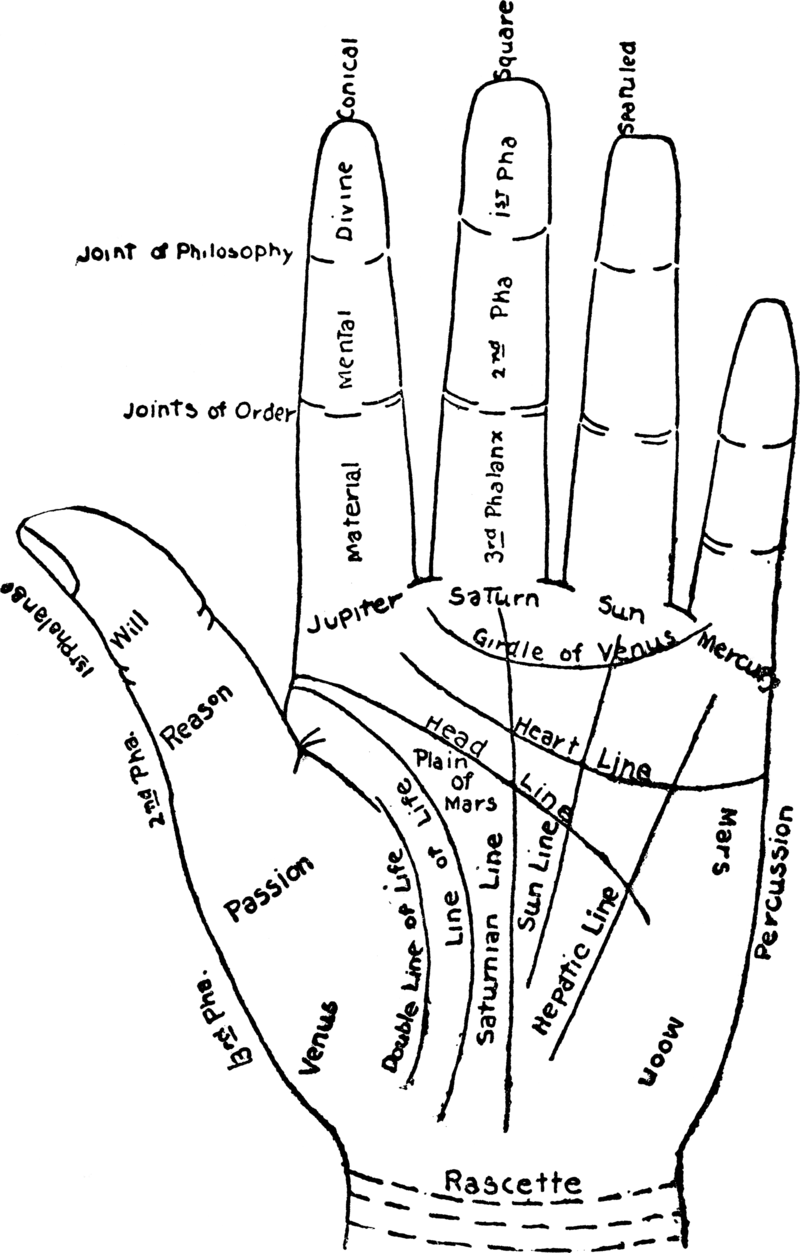 Conical
Square
Spatuled
Divine
1st Pha
Joint of Philosophy
Mental
2nd Pha
Joints of Order
Material
3rd Phalanx
1st Phalange
Will
Jupiter
Saturn
Sun
Mercury
Girdle of Venus
Reason
2nd Pha.
Heart Line
Head Line
Plain
of
Mars
Mars
Percussion
Passion
Double Line of Life
Line of Life
Saturnian Line
Sun Line
Hepatic Line
3rd Pha.
Venus
Moon
Rascette